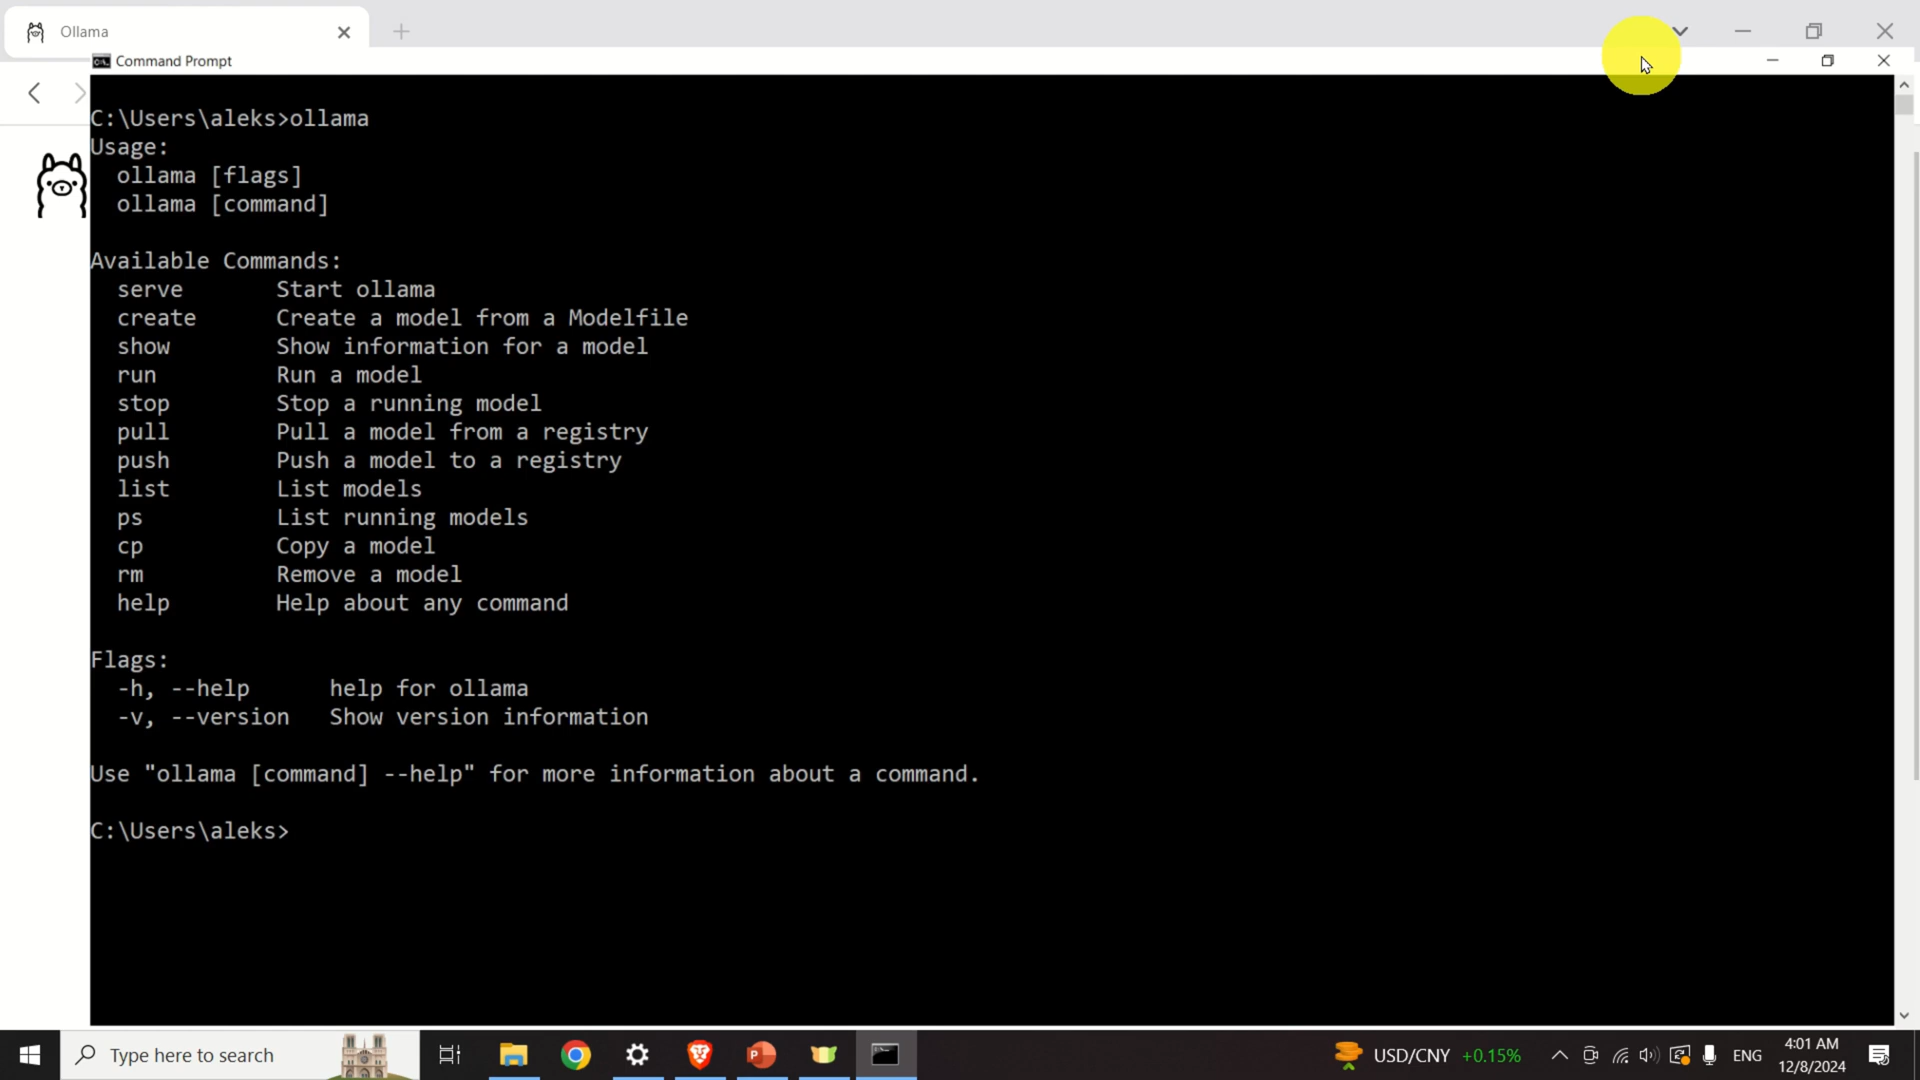 Ollama
Command Prompt
C:\Users\aleks>ollama
Usage:
  ollama [flags]
  ollama [command]
Available Commands:
  serve       Start ollama
  create      Create a model from a Modelfile
  show        Show information for a model
  run         Run a model
  stop        Stop a running model
  pull        Pull a model from a registry
  push        Push a model to a registry
  list        List models
  ps          List running models
  cp          Copy a model
  rm          Remove a model
  help        Help about any command
Flags:
  -h, --help      help for ollama
  -v, --version   Show version information
Use "ollama [command] --help" for more information about a command.
C:\Users\aleks>
Type here to search
USD/CNY +0.15%
ENG
4:01 AM
12/8/2024